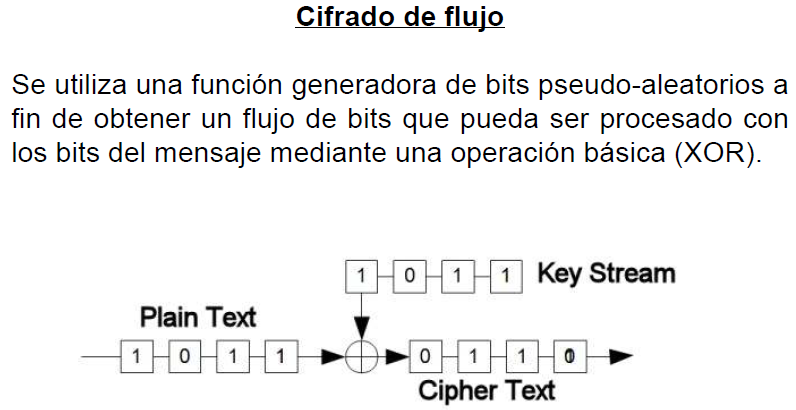 Cifrado de flujo
Se utiliza una función generadora de bits pseudo-aleatorios a
fin de obtener un flujo de bits que pueda ser procesado con
los bits del mensaje mediante una operación básica (XOR).
1 0 1 1 Key Stream
Plain Text
1 0 1 1 0 1 1
Cipher Text